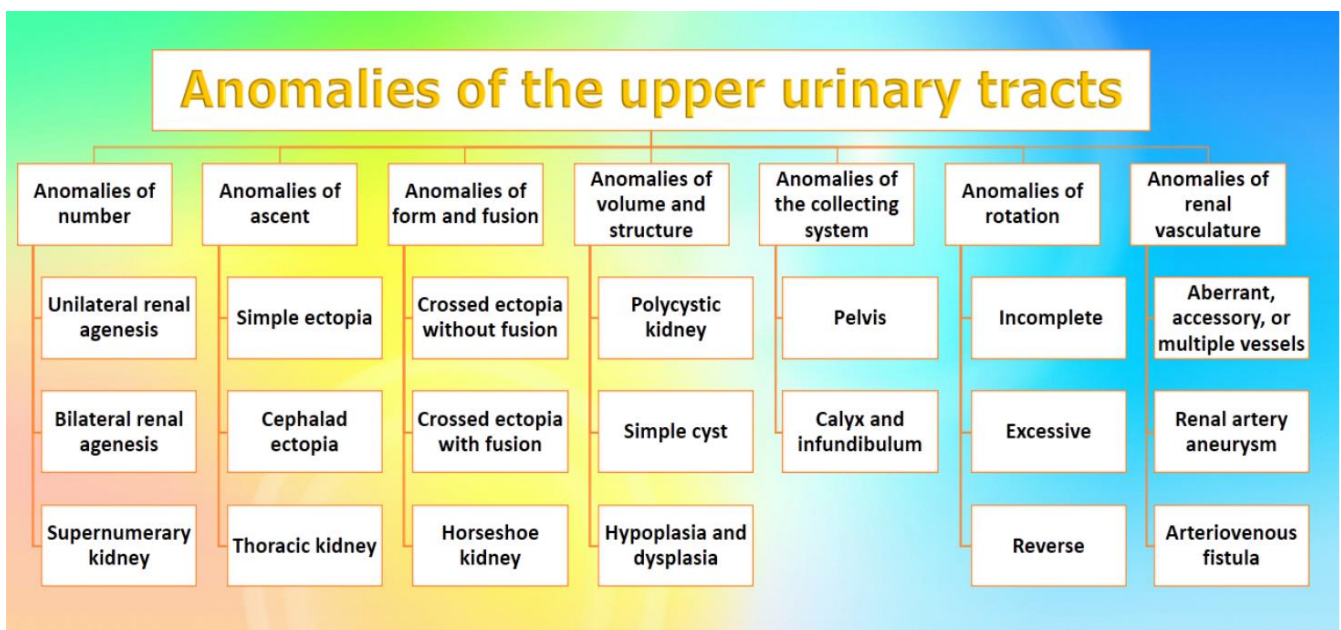 Anomalies of the upper urinary tracts
Anomalies of
number
Unilateral renal
agenesis
Bilateral renal
agenesis
Supernumerary
kidney
Anomalies of
ascent
Simple ectopia
Cephalad
ectopia
Thoracic kidney
Anomalies of
form and fusion
Crossed ectopia
without fusion
Crossed ectopia
with fusion
Horseshoe
kidney
Anomalies of
volume and
structure
Polycystic
kidney
Simple cyst
Hypoplasia and
dysplasia
Anomalies of
the collecting
system
Pelvis
Calyx and
infundibulum
Anomalies of
rotation
Incomplete
Excessive
Reverse
Anomalies of
renal
vasculature
Aberrant,
accessory, or
multiple vessels
Renal artery
aneurysm
Arteriovenous
fistula